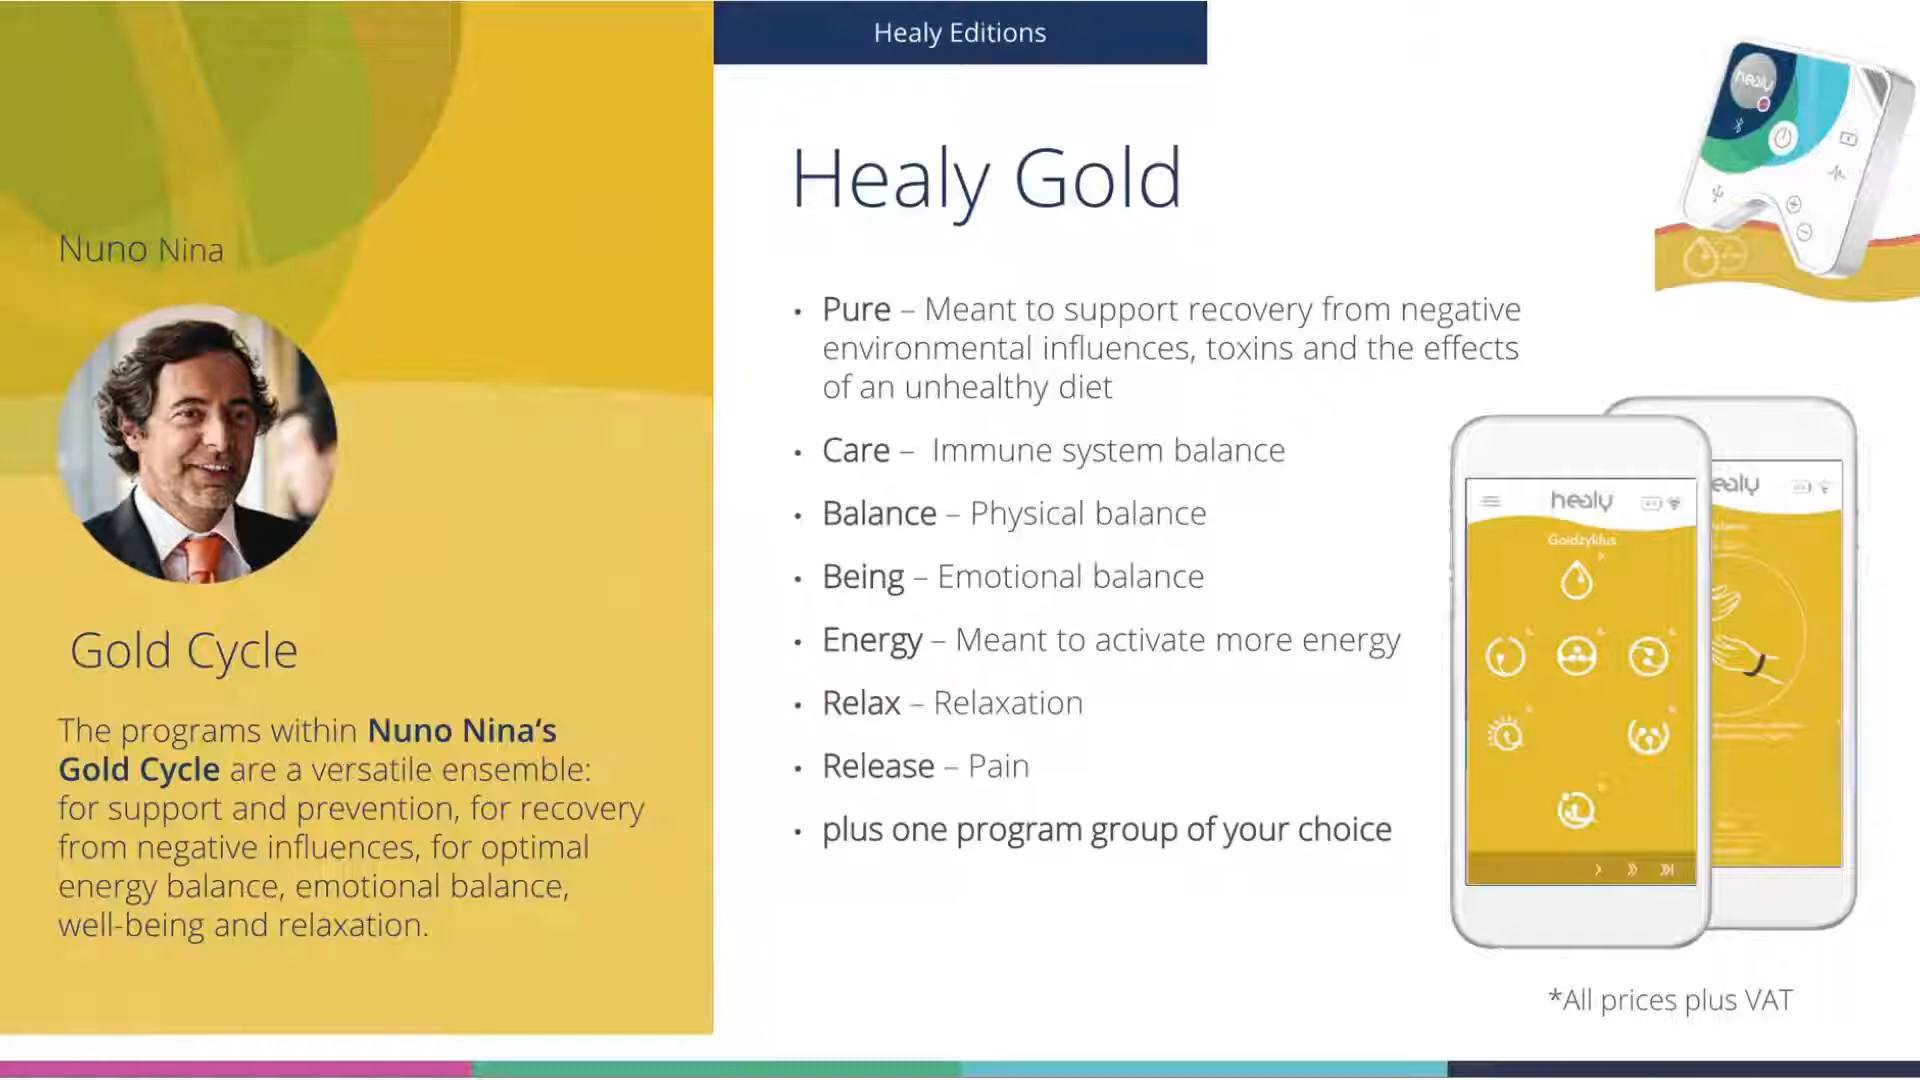 Healy Editions
healy
Healy Gold
Nuno Nina
• Pure – Meant to support recovery from negative
environmental influences, toxins and the effects
of an unhealthy diet
• Care – Immune system balance
• Balance – Physical balance
• Being – Emotional balance
• Energy – Meant to activate more energy
• Relax – Relaxation
• Release – Pain
• plus one program group of your choice
Gold Cycle
The programs within Nuno Nina‘s
Gold Cycle are a versatile ensemble:
for support and prevention, for recovery
from negative influences, for optimal
energy balance, emotional balance,
well-being and relaxation.
healy
Goldzyklus
ealy
*All prices plus VAT